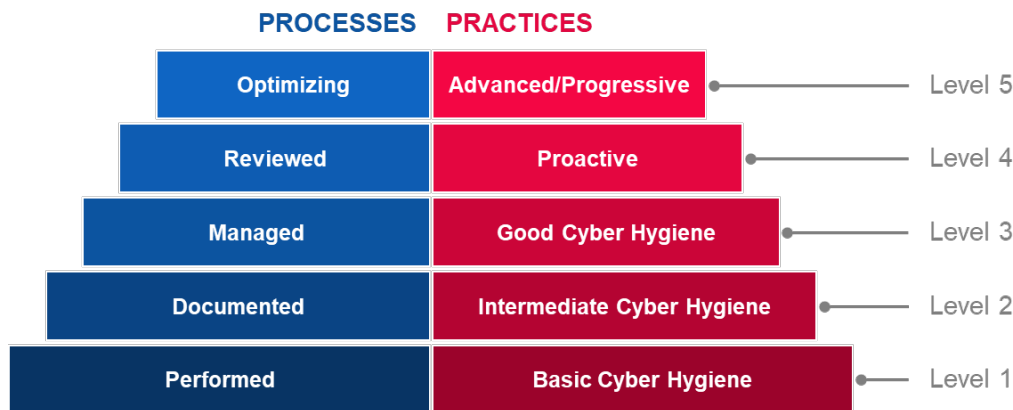 PROCESSES PRACTICES
Optimizing Advanced/Progressive Level 5
Reviewed Proactive Level 4
Managed Good Cyber Hygiene Level 3
Documented Intermediate Cyber Hygiene Level 2
Performed Basic Cyber Hygiene Level 1